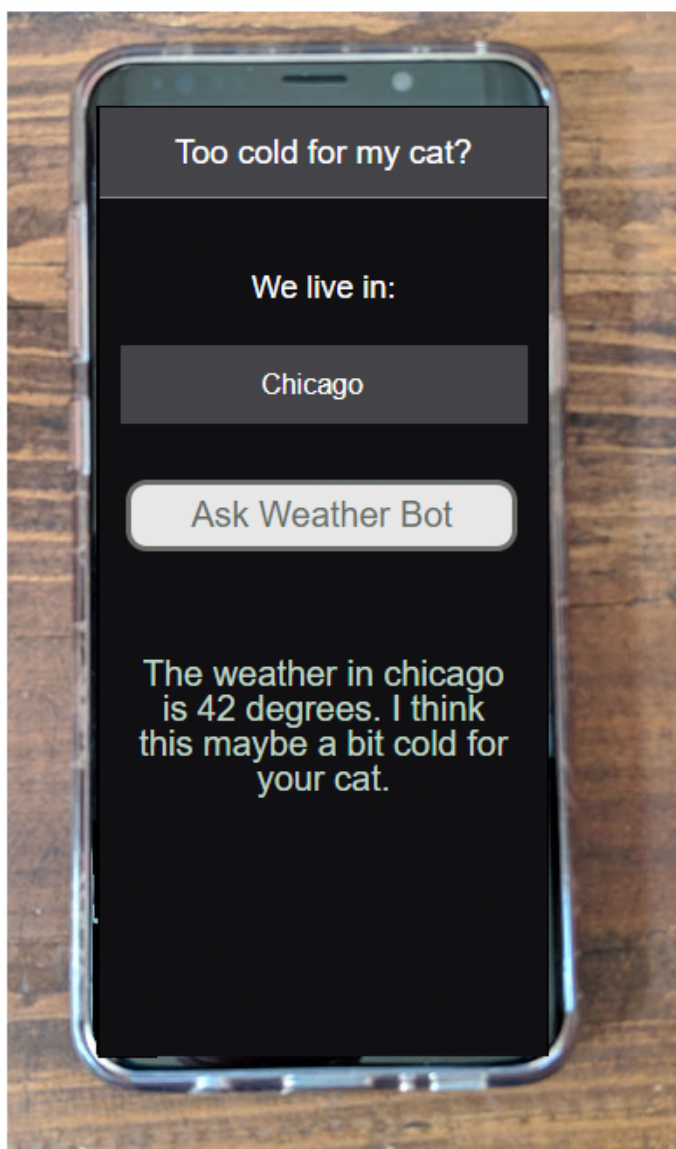 Too cold for my cat?
We live in:
Chicago
Ask Weather Bot
The weather in chicago
is 42 degrees. I think
this maybe a bit cold for
your cat.